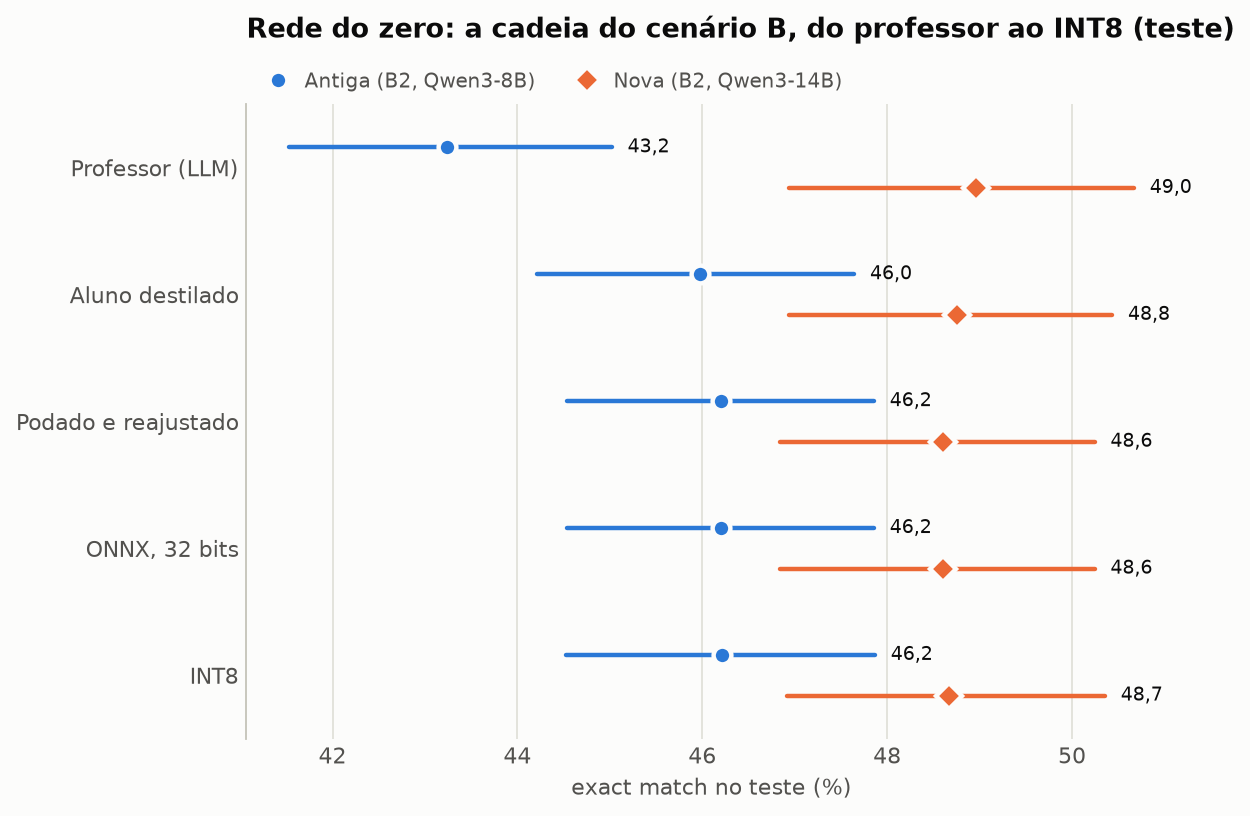 Rede do zero: a cadeia do cenário B, do professor ao INT8 (teste)
Antiga (B2, Qwen3-8B)
Nova (B2, Qwen3-14B)
Professor (LLM)
43,2
49,0
Aluno destilado
46,0
48,8
Podado e reajustado
46,2
48,6
ONNX, 32 bits
46,2
48,6
INT8
46,2
48,7
42
44
46
48
50
exact match no teste (%)